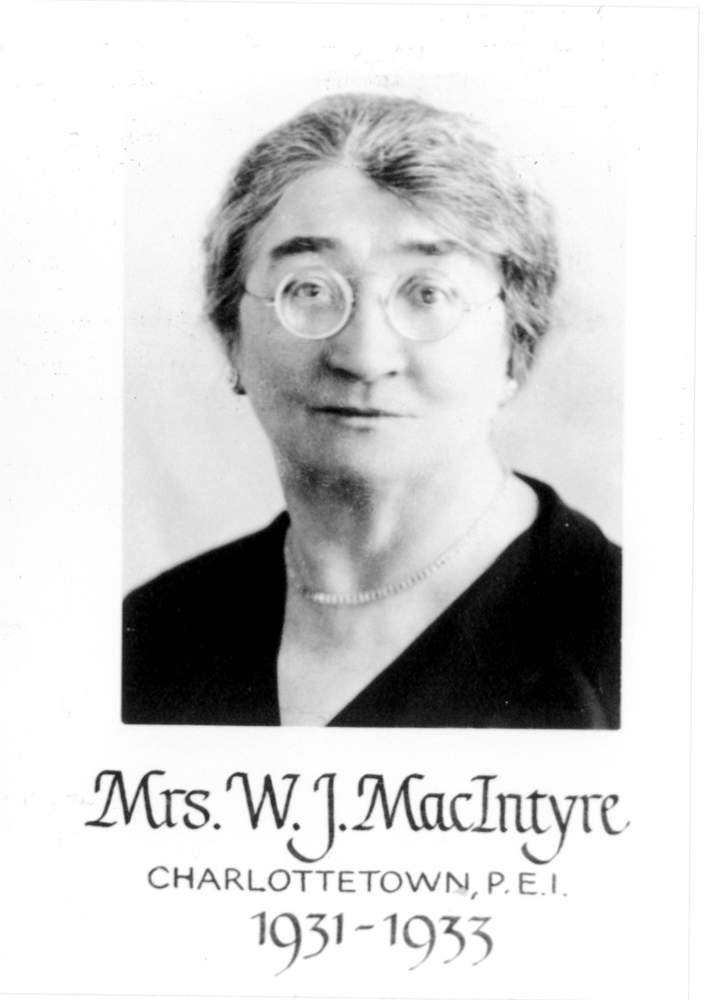 Mrs. W. J. MacIntyre
CHARLOTTETOWN, P.E.I.
1931-1933